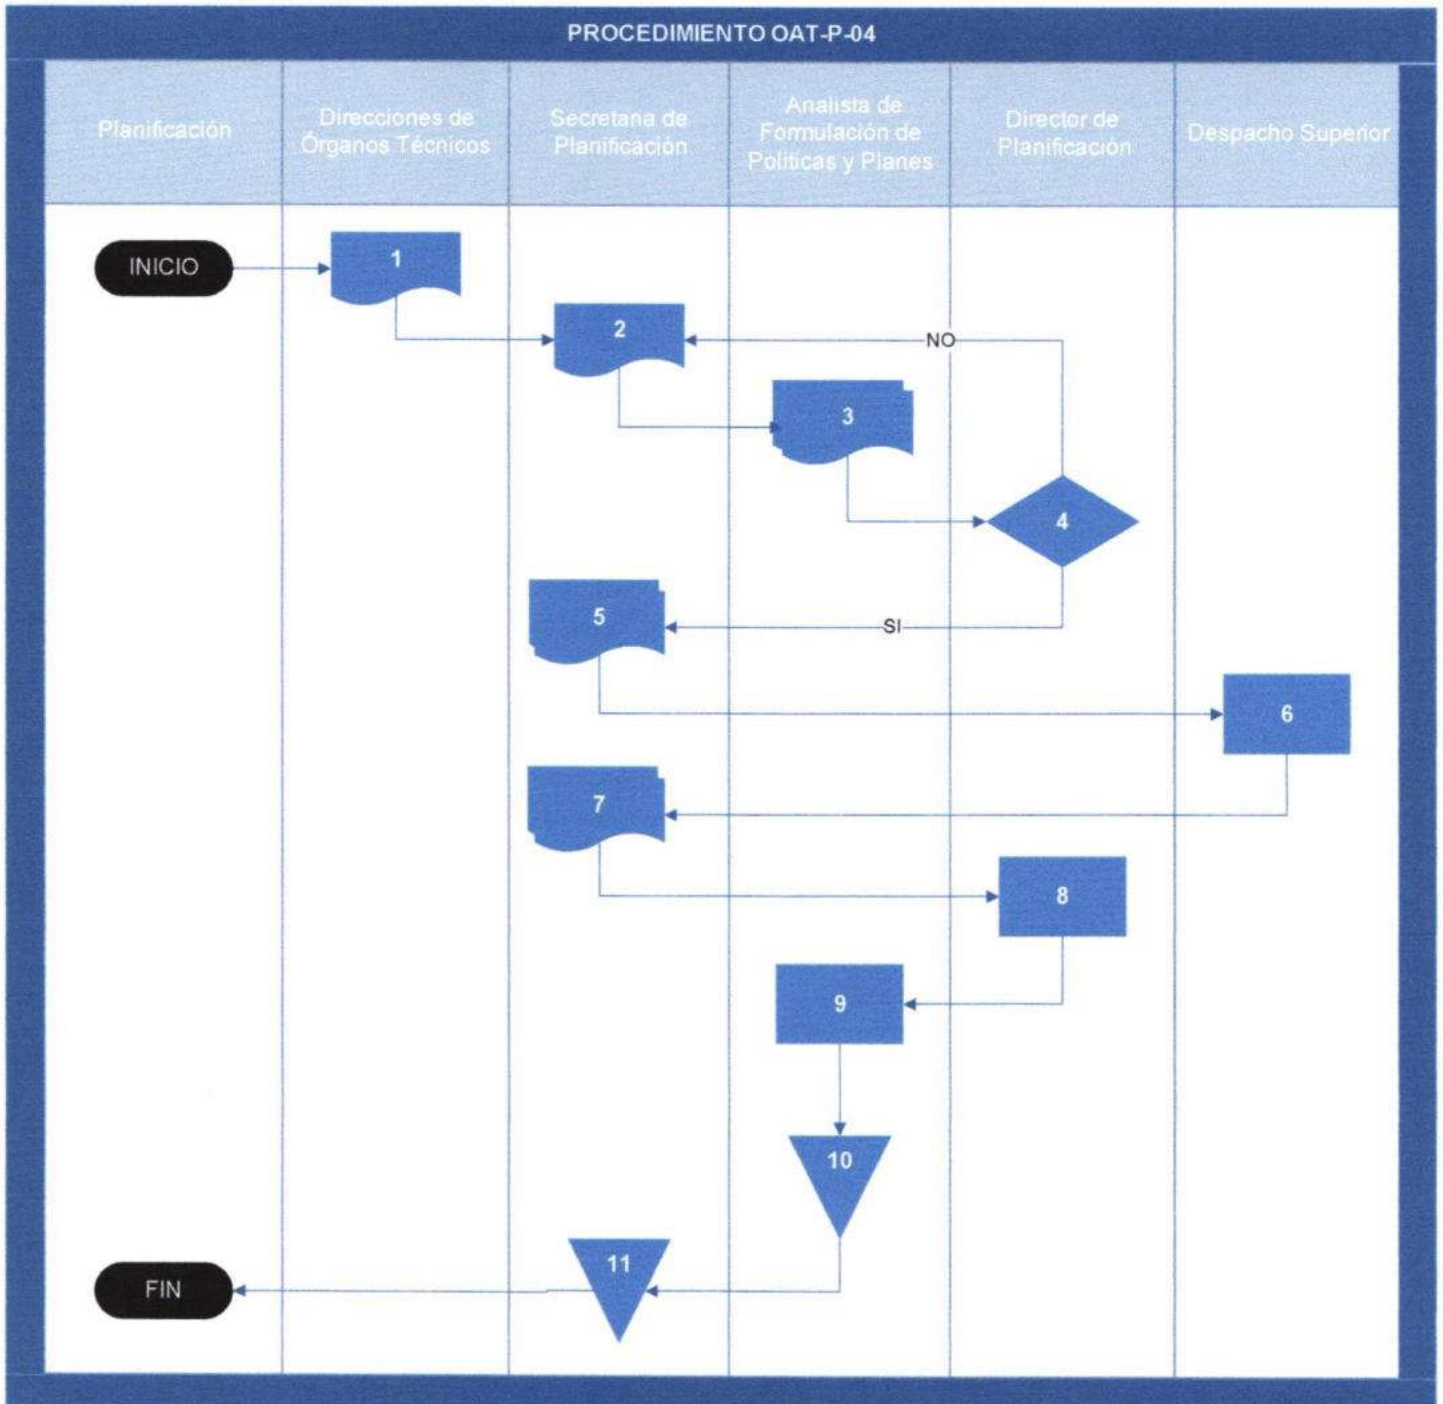 PROCEDIMIENTO OAT-P-04
Planificación
Direcciones de
Órganos Técnicos
Secretaria de
Planificación
Analista de
Formulación de
Políticas y Planes
Director de
Planificación
Despacho Superior
INICIO
1
2
NO
3
4
5
SI
6
7
8
9
10
11
FIN